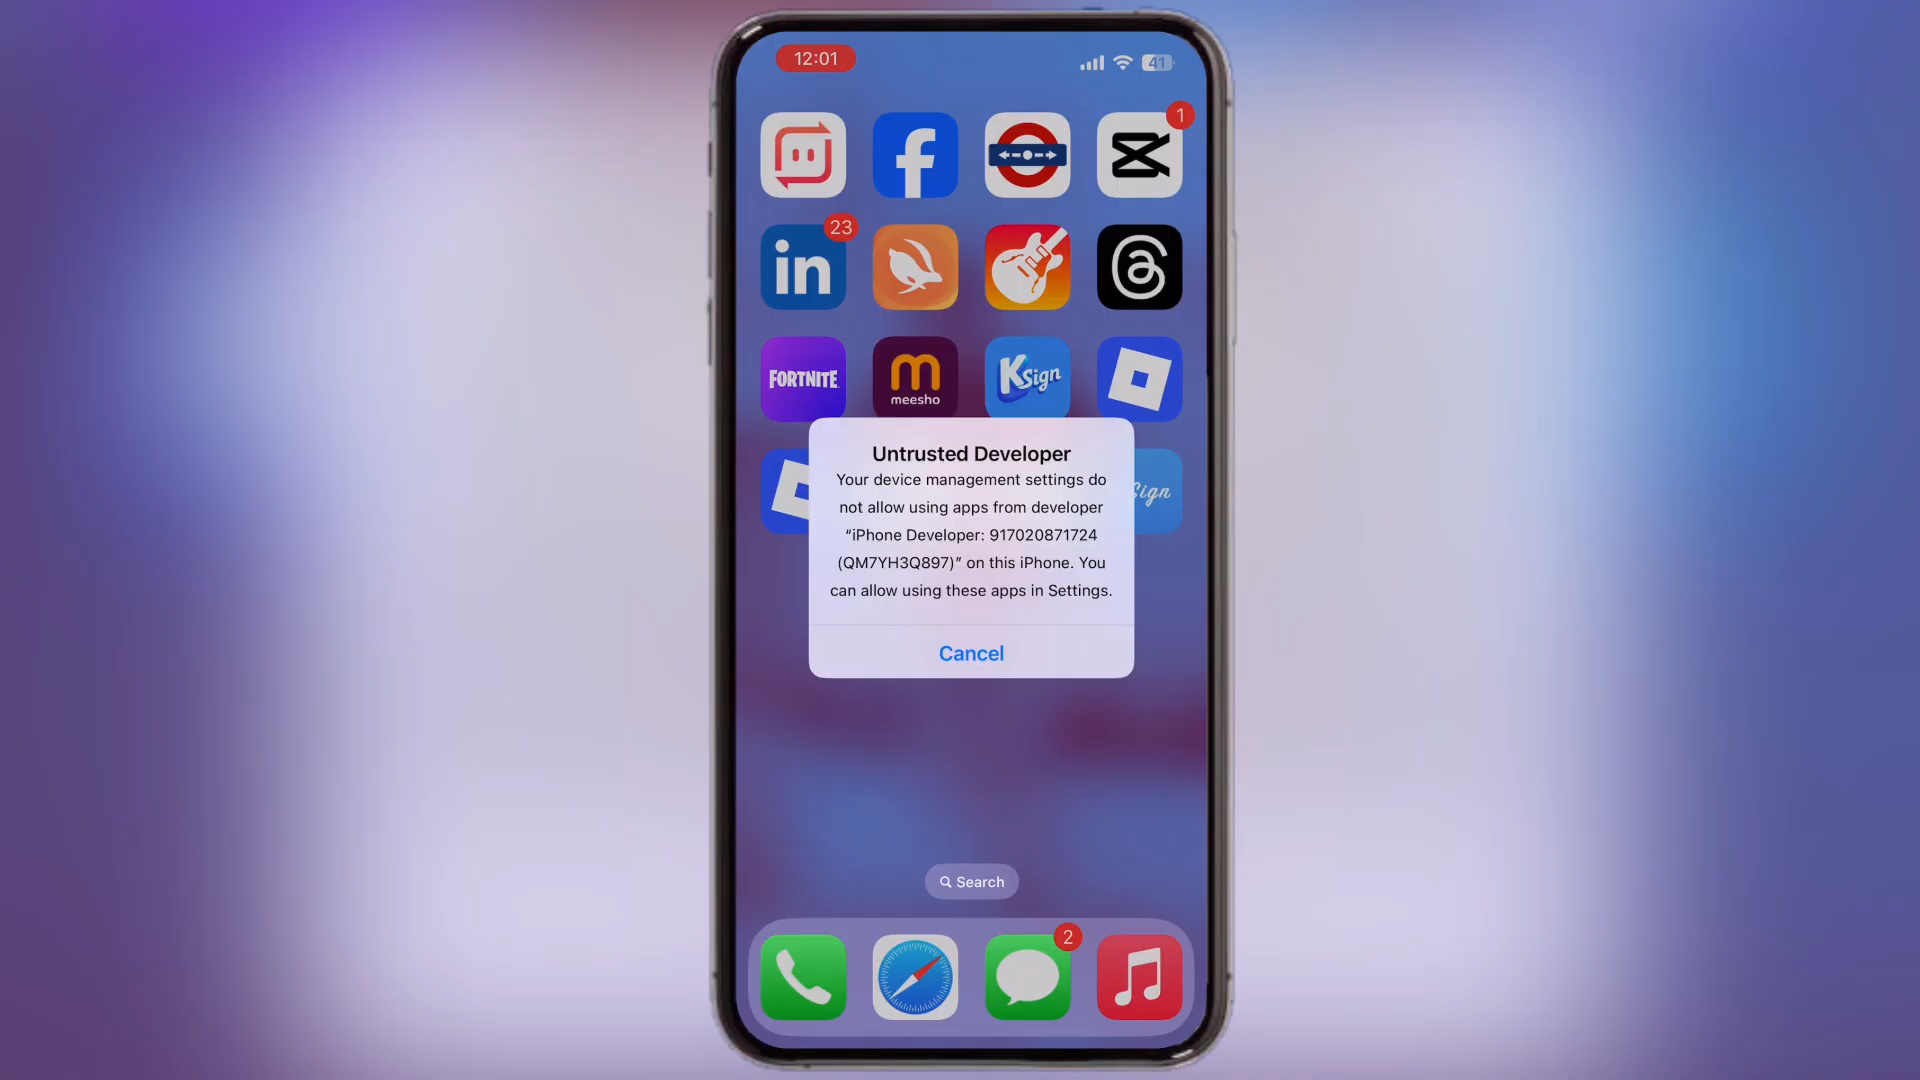 12:01
41
1
23
in
FORTNITE
meesho
KSign
Sign
Untrusted Developer
Your device management settings do
not allow using apps from developer
“iPhone Developer: 917020871724
(QM7YH3Q897)” on this iPhone. You
can allow using these apps in Settings.
Cancel
Search
2